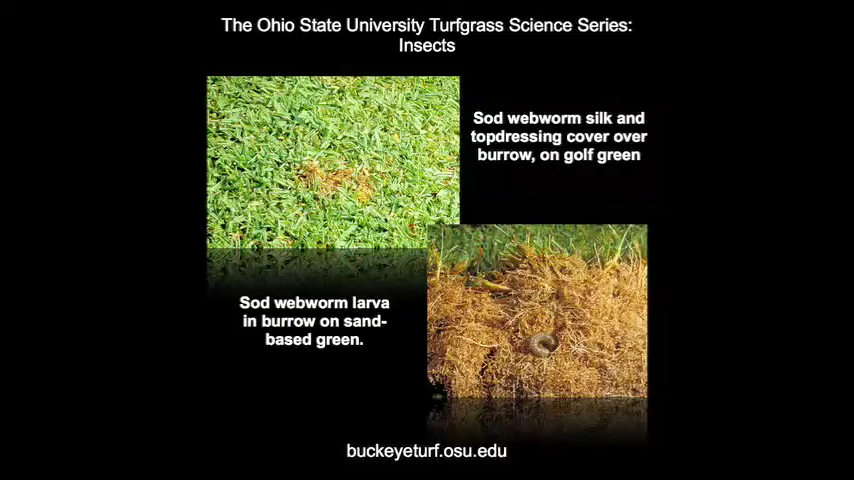 The Ohio State University Turfgrass Science Series:
Insects
Sod webworm silk and
topdressing cover over
burrow, on golf green
Sod webworm larva
in burrow on sand-
based green.
buckeyeturf.osu.edu